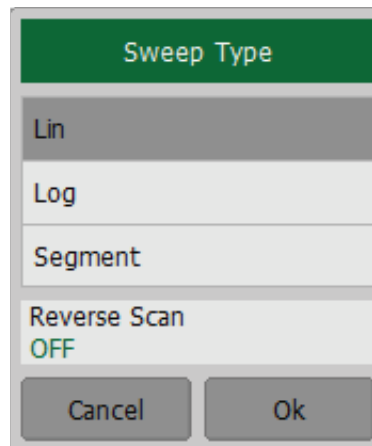 Sweep Type
Lin
Log
Segment
Reverse Scan
OFF
Cancel Ok